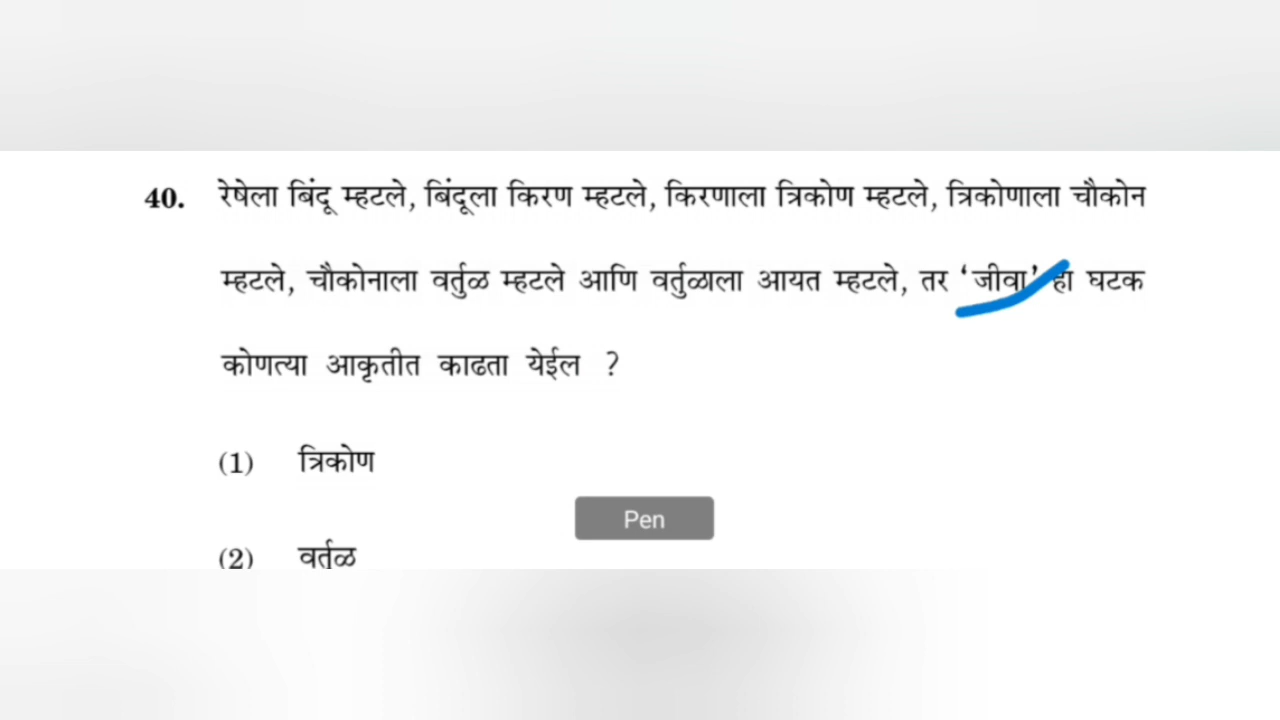 40. रेषेला बिंदू म्हटले, बिंदूला किरण म्हटले, किरणाला त्रिकोण म्हटले, त्रिकोणाला चौकोन
म्हटले, चौकोनाला वर्तुळ म्हटले आणि वर्तुळाला आयत म्हटले, तर ‘जीवा’ हा घटक
कोणत्या आकृतीत काढता येईल ?
(1) त्रिकोण
Pen
(2) वर्तुळ